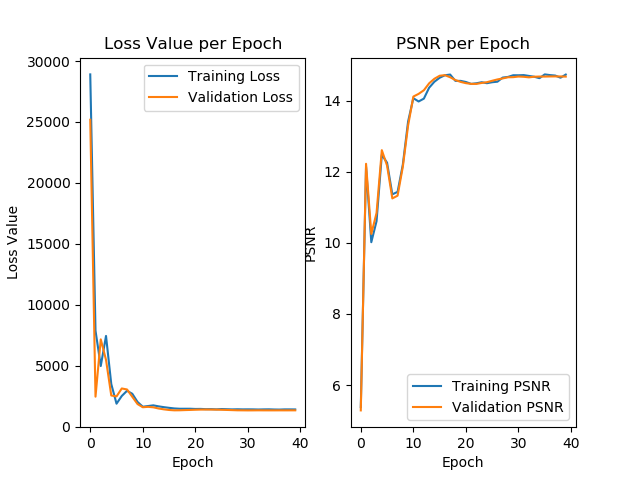 Loss Value per Epoch
30000
25000
20000
15000
10000
5000
0
Loss Value
0 10 20 30 40
Epoch
Training Loss
Validation Loss
PSNR per Epoch
14
12
10
8
6
PSNR
0 10 20 30 40
Epoch
Training PSNR
Validation PSNR